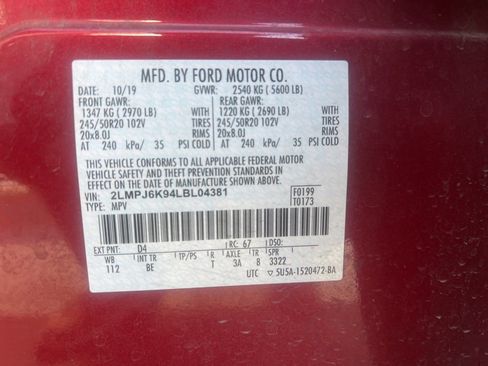 MFD. BY FORD MOTOR CO.
DATE: 10/19 GVWR: 2540 KG ( 5600 LB)
FRONT GAWR: REAR GAWR:
1347 KG ( 2970 LB) WITH 1220 KG ( 2690 LB) WITH
245/50R20 102V TIRES 245/50R20 102V TIRES
20x8.0J RIMS 20x8.0J RIMS
AT 240 kPa/ 35 PSI COLD AT 240 kPa/ 35 PSI COLD
THIS VEHICLE CONFORMS TO ALL APPLICABLE FEDERAL MOTOR
VEHICLE SAFETY AND THEFT PREVENTION STANDARDS IN
EFFECT ON THE DATE OF MANUFACTURE SHOWN ABOVE.
VIN: 2LMPJ6K94LBL04381 F0199
TYPE: MPV T0173
EXT PNT: D4 RC: 67 DSO:
WB INT TR TP/PS R AXLE TR SPR
112 BE T 3A 8 3322
UTC ▽ 5U5A-1520472-BA